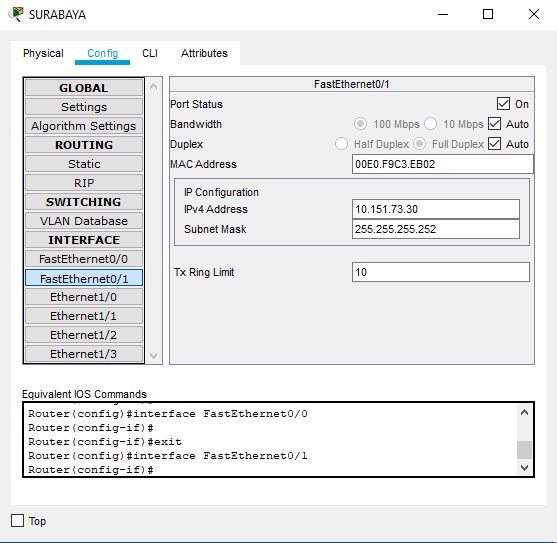 SURABAYA
Physical Config CLI Attributes
GLOBAL
Settings
Algorithm Settings
ROUTING
Static
RIP
SWITCHING
VLAN Database
INTERFACE
FastEthernet0/0
FastEthernet0/1
Ethernet1/0
Ethernet1/1
Ethernet1/2
Ethernet1/3
FastEthernet0/1
Port Status On
Bandwidth 100 Mbps 10 Mbps Auto
Duplex Half Duplex Full Duplex Auto
MAC Address 00E0.F9C3.EB02
IP Configuration
IPv4 Address 10.151.73.30
Subnet Mask 255.255.255.252
Tx Ring Limit 10
Equivalent IOS Commands
Router(config)#interface FastEthernet0/0
Router(config-if)#
Router(config-if)#exit
Router(config)#interface FastEthernet0/1
Router(config-if)#
Top